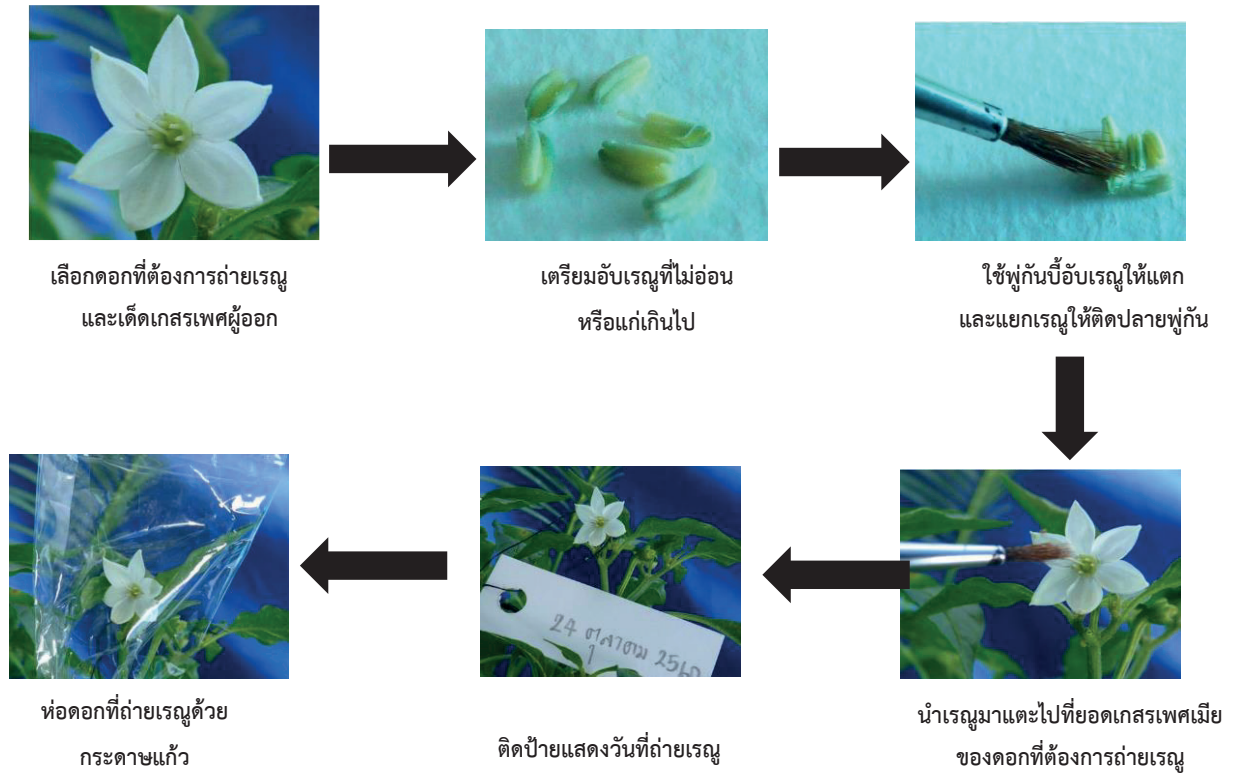 เลือกดอกที่ต้องการถ่ายเรณู
และเด็ดเกสรเพศผู้ออก
เตรียมอับเรณูที่ไม่อ่อน
หรือแก่เกินไป
ใช้พู่กันบี้อับเรณูให้แตก
และแยกเรณูให้ติดปลายพู่กัน
นำเรณูมาแตะไปที่ยอดเกสรเพศเมีย
ของดอกที่ต้องการถ่ายเรณู
24 ตุลาคม
ติดป้ายแสดงวันที่ถ่ายเรณู
ห่อดอกที่ถ่ายเรณูด้วย
กระดาษแก้ว